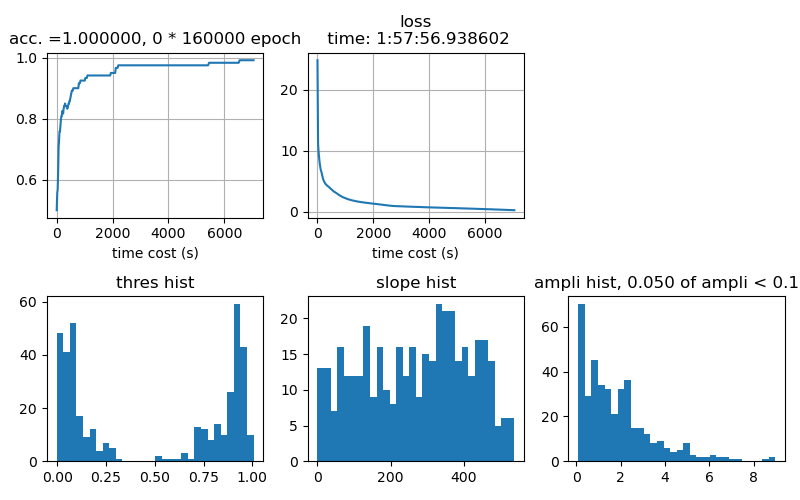 acc. =1.000000, 0 * 160000 epoch
loss
time: 1:57:56.938602
1.0
0.8
0.6
0 2000 4000 6000
time cost (s)
20
10
0
0 2000 4000 6000
time cost (s)
thres hist
slope hist
ampli hist, 0.050 of ampli < 0.1
60
40
20
0
0.00 0.25 0.50 0.75 1.00
20
15
10
5
0
0 200 400
60
40
20
0
0 2 4 6 8